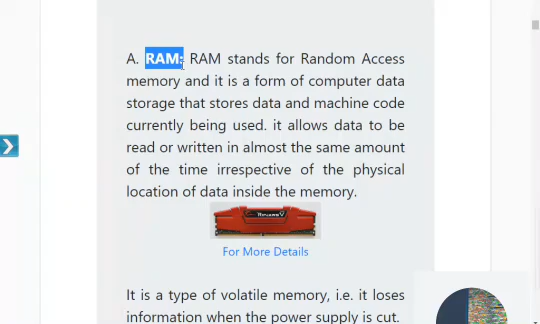 A. RAM: RAM stands for Random Access
memory and it is a form of computer data
storage that stores data and machine code
currently being used. it allows data to be
read or written in almost the same amount
of the time irrespective of the physical
location of data inside the memory.
For More Details
It is a type of volatile memory, i.e. it loses
information when the power supply is cut.